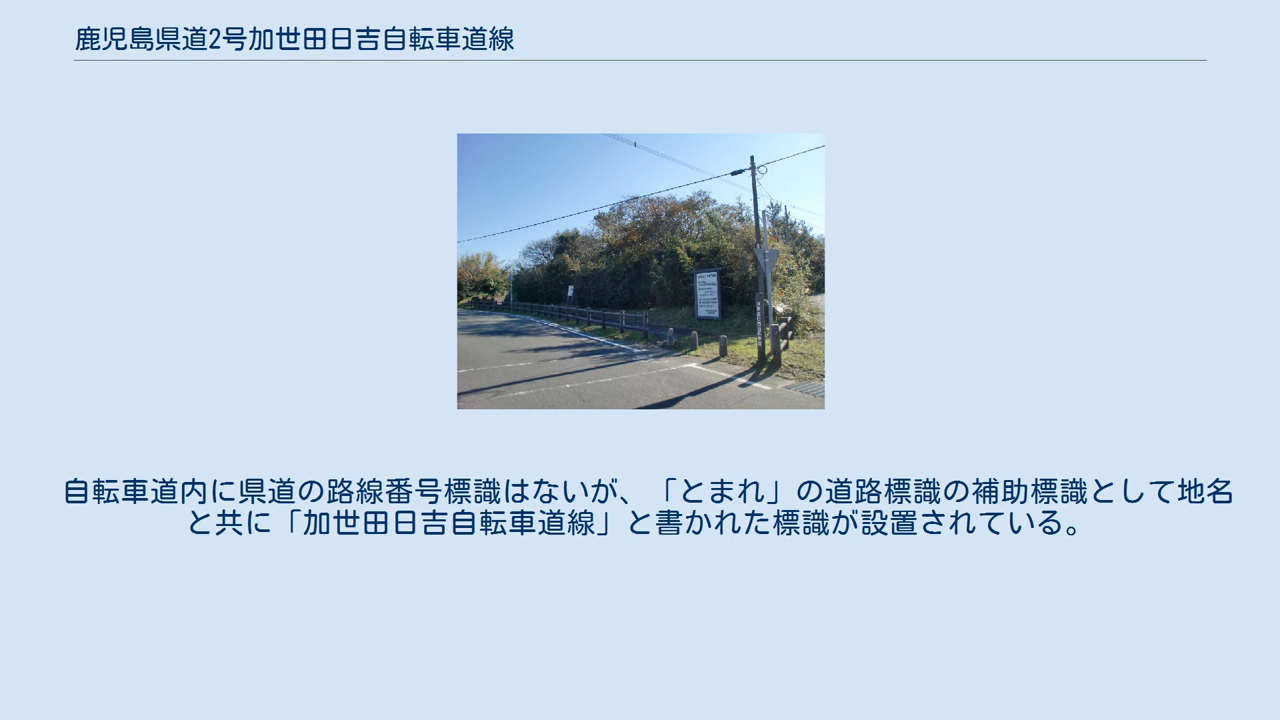 鹿児島県道2号加世田日吉自転車道線
自転車道内に県道の路線番号標識はないが、「とまれ」の道路標識の補助標識として地名
と共に「加世田日吉自転車道線」と書かれた標識が設置されている。